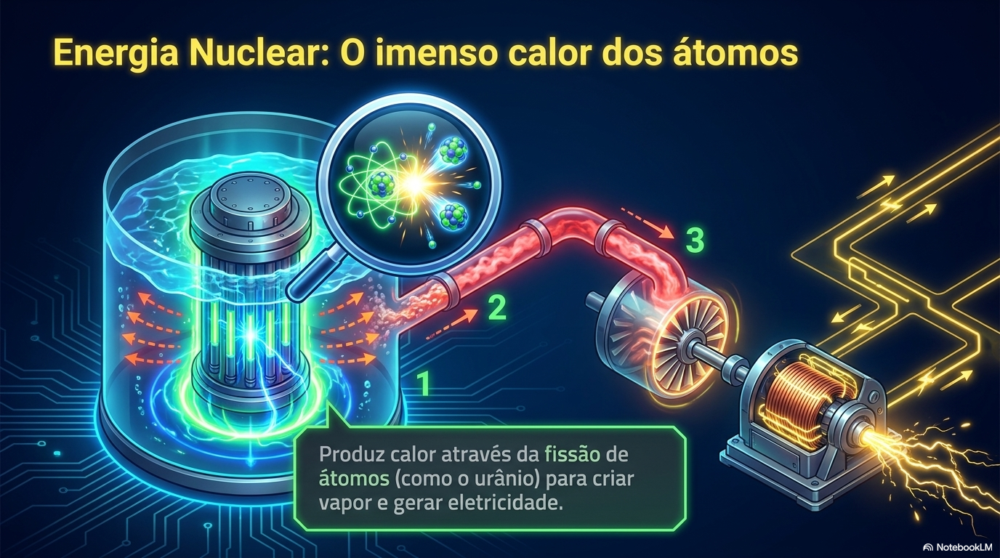 Energia Nuclear: O imenso calor dos átomos
3
2
1
Produz calor através da fissão de
átomos (como o urânio) para criar
vapor e gerar eletricidade.
NotebookLM